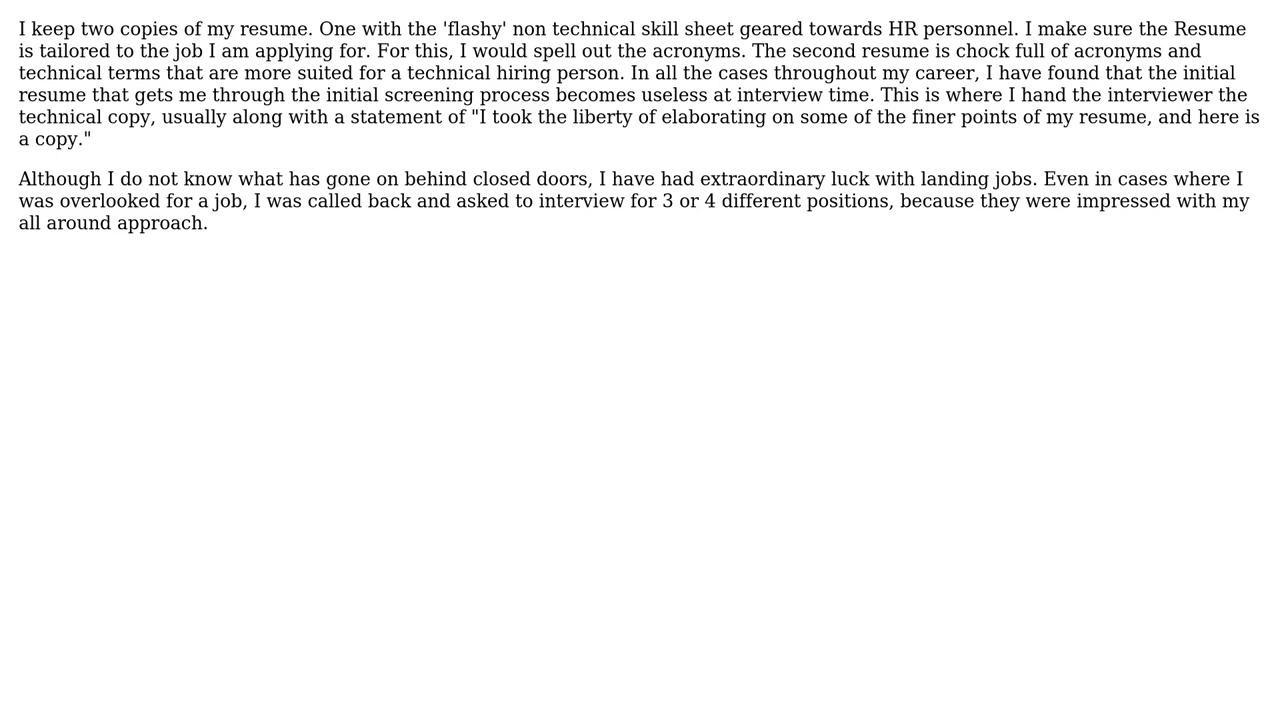 I keep two copies of my resume. One with the 'flashy' non technical skill sheet geared towards HR personnel. I make sure the Resume
is tailored to the job I am applying for. For this, I would spell out the acronyms. The second resume is chock full of acronyms and
technical terms that are more suited for a technical hiring person. In all the cases throughout my career, I have found that the initial
resume that gets me through the initial screening process becomes useless at interview time. This is where I hand the interviewer the
technical copy, usually along with a statement of "I took the liberty of elaborating on some of the finer points of my resume, and here is
a copy."
Although I do not know what has gone on behind closed doors, I have had extraordinary luck with landing jobs. Even in cases where I
was overlooked for a job, I was called back and asked to interview for 3 or 4 different positions, because they were impressed with my
all around approach.